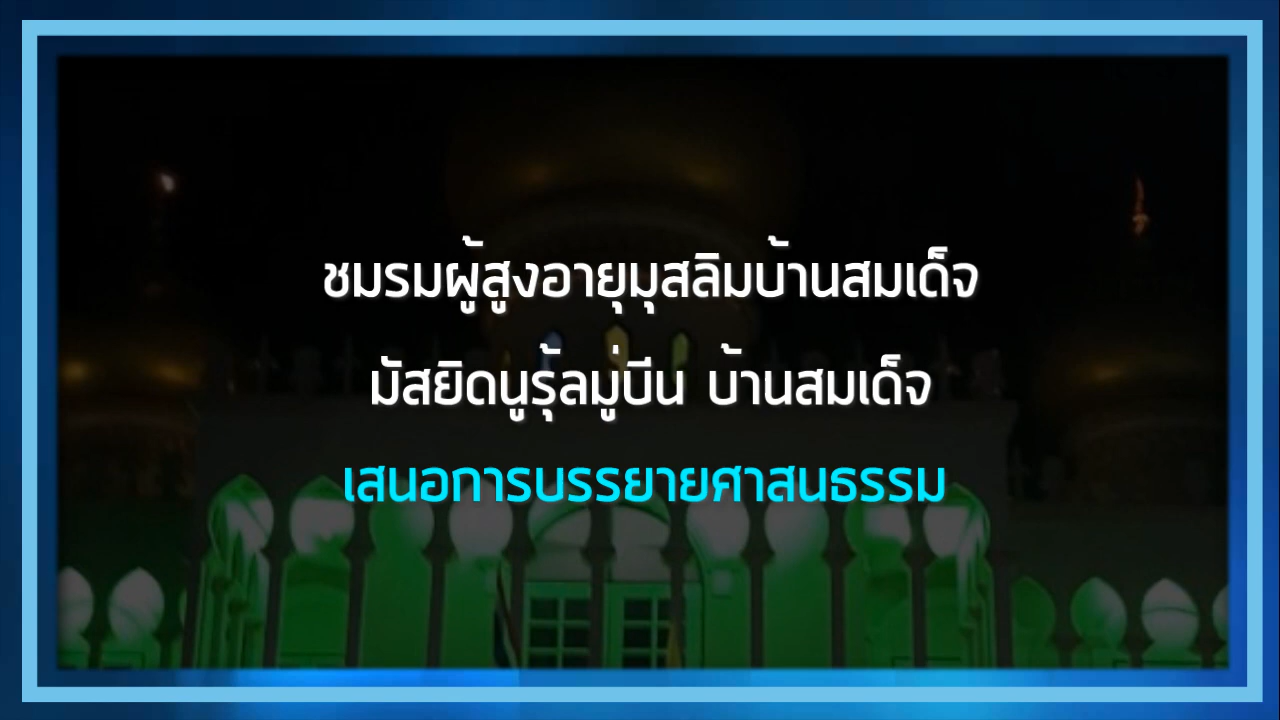 ชมรมผู้สูงอายุมุสลิมบ้านสมเด็จ
มัสยิดนูรุ้ลมู่บีน บ้านสมเด็จ
เสนอการบรรยายศาสนธรรม